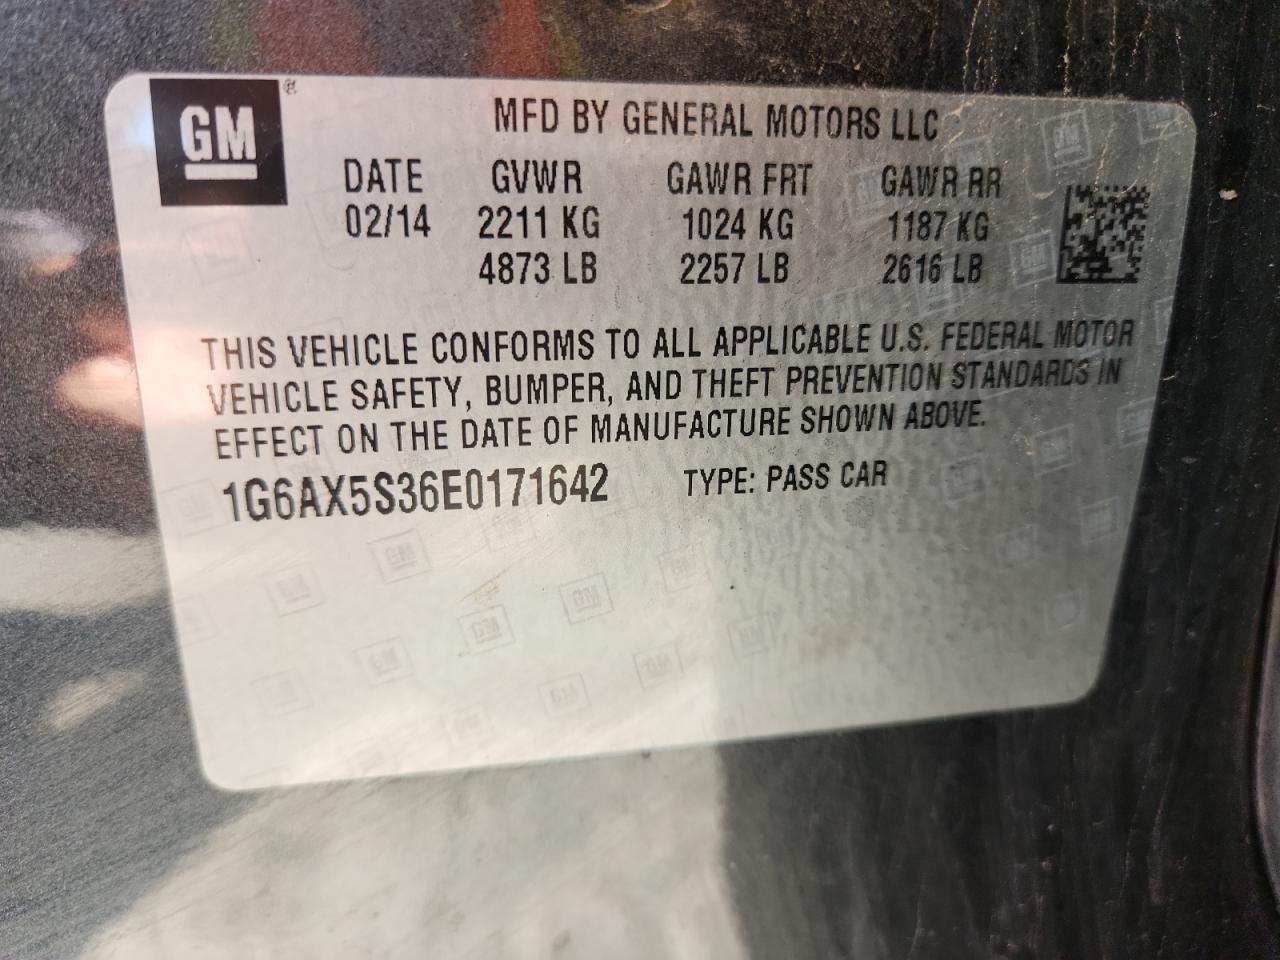 GM
MFD BY GENERAL MOTORS LLC
DATE GVWR GAWR FRT GAWR RR
02/14 2211 KG 1024 KG 1187 KG
4873 LB 2257 LB 2616 LB
THIS VEHICLE CONFORMS TO ALL APPLICABLE U.S. FEDERAL MOTOR
VEHICLE SAFETY, BUMPER, AND THEFT PREVENTION STANDARDS IN
EFFECT ON THE DATE OF MANUFACTURE SHOWN ABOVE.
1G6AX5S36E0171642 TYPE: PASS CAR